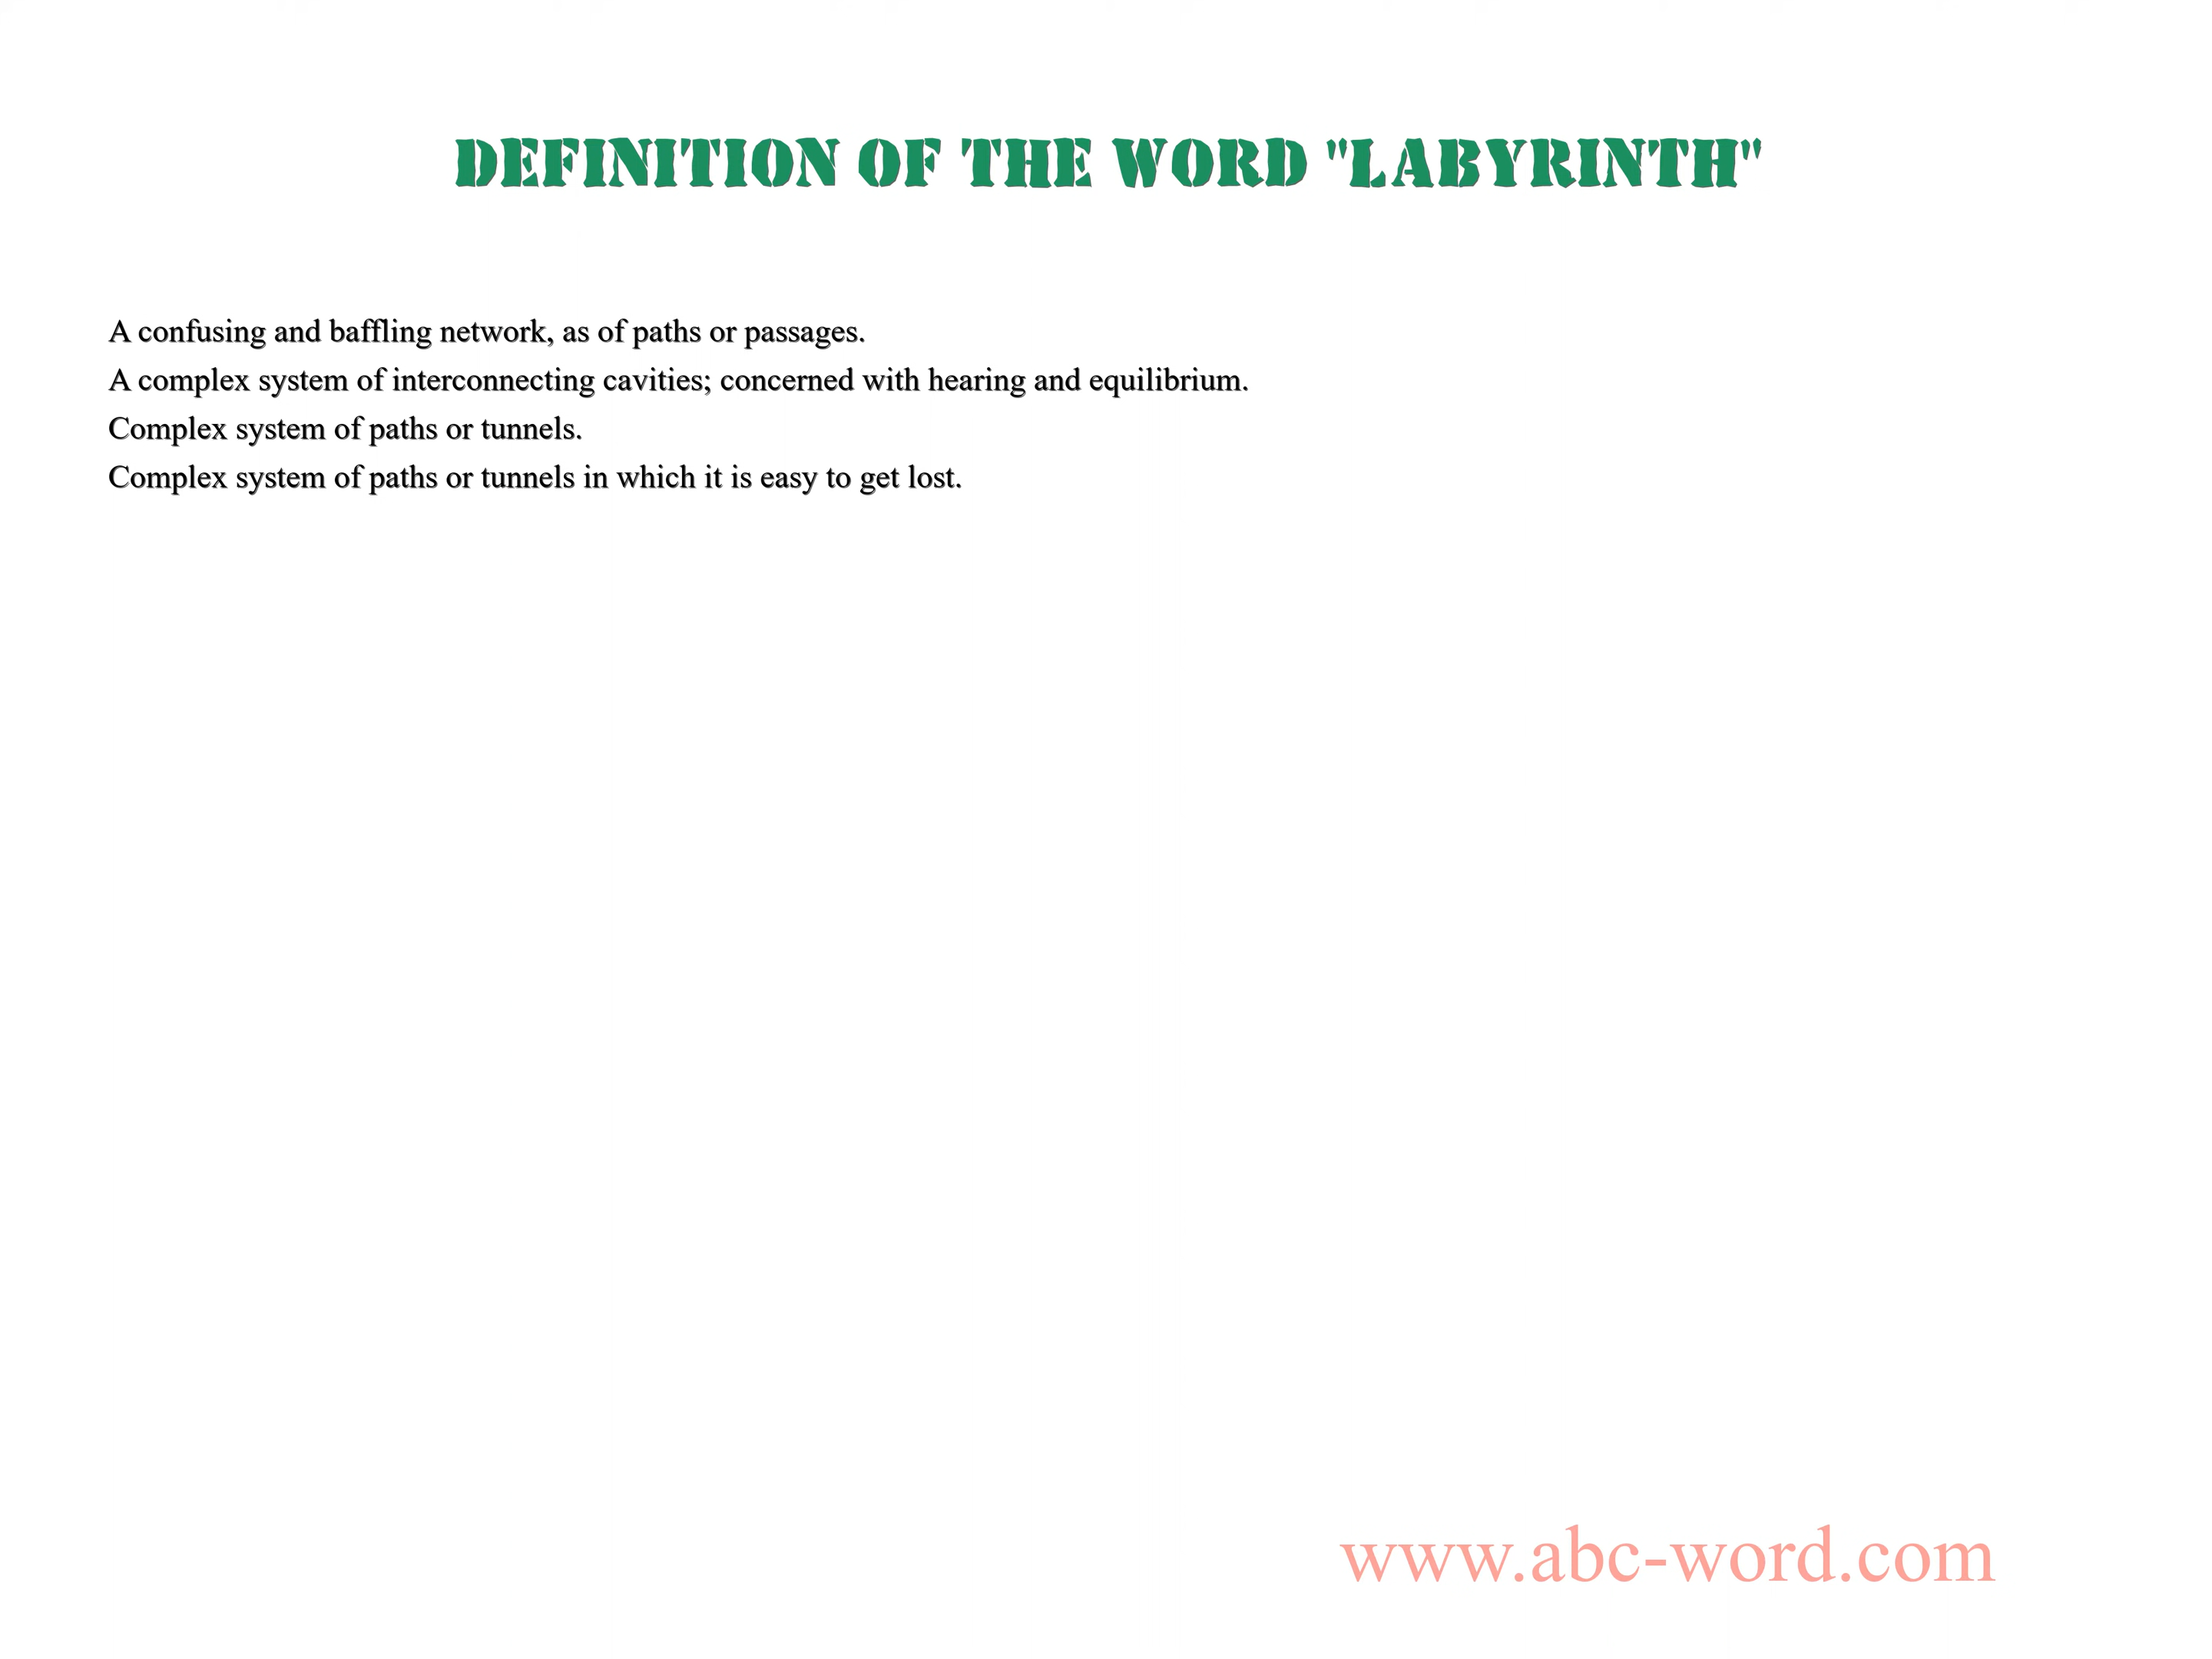 DEFINITION OF THE WORD "LABYRINTH"
A confusing and baffling network, as of paths or passages.
A complex system of interconnecting cavities; concerned with hearing and equilibrium.
Complex system of paths or tunnels.
Complex system of paths or tunnels in which it is easy to get lost.
www.abc-word.com